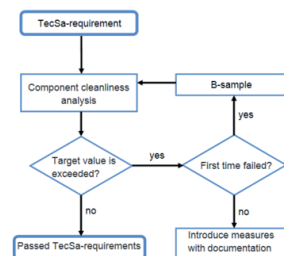 TecSa-requirement
Component cleanliness
analysis
B-sample
yes
Target value is
exceeded?
yes
First time failed?
no
no
Passed TecSa-requirements
Introduce measures
with documentation